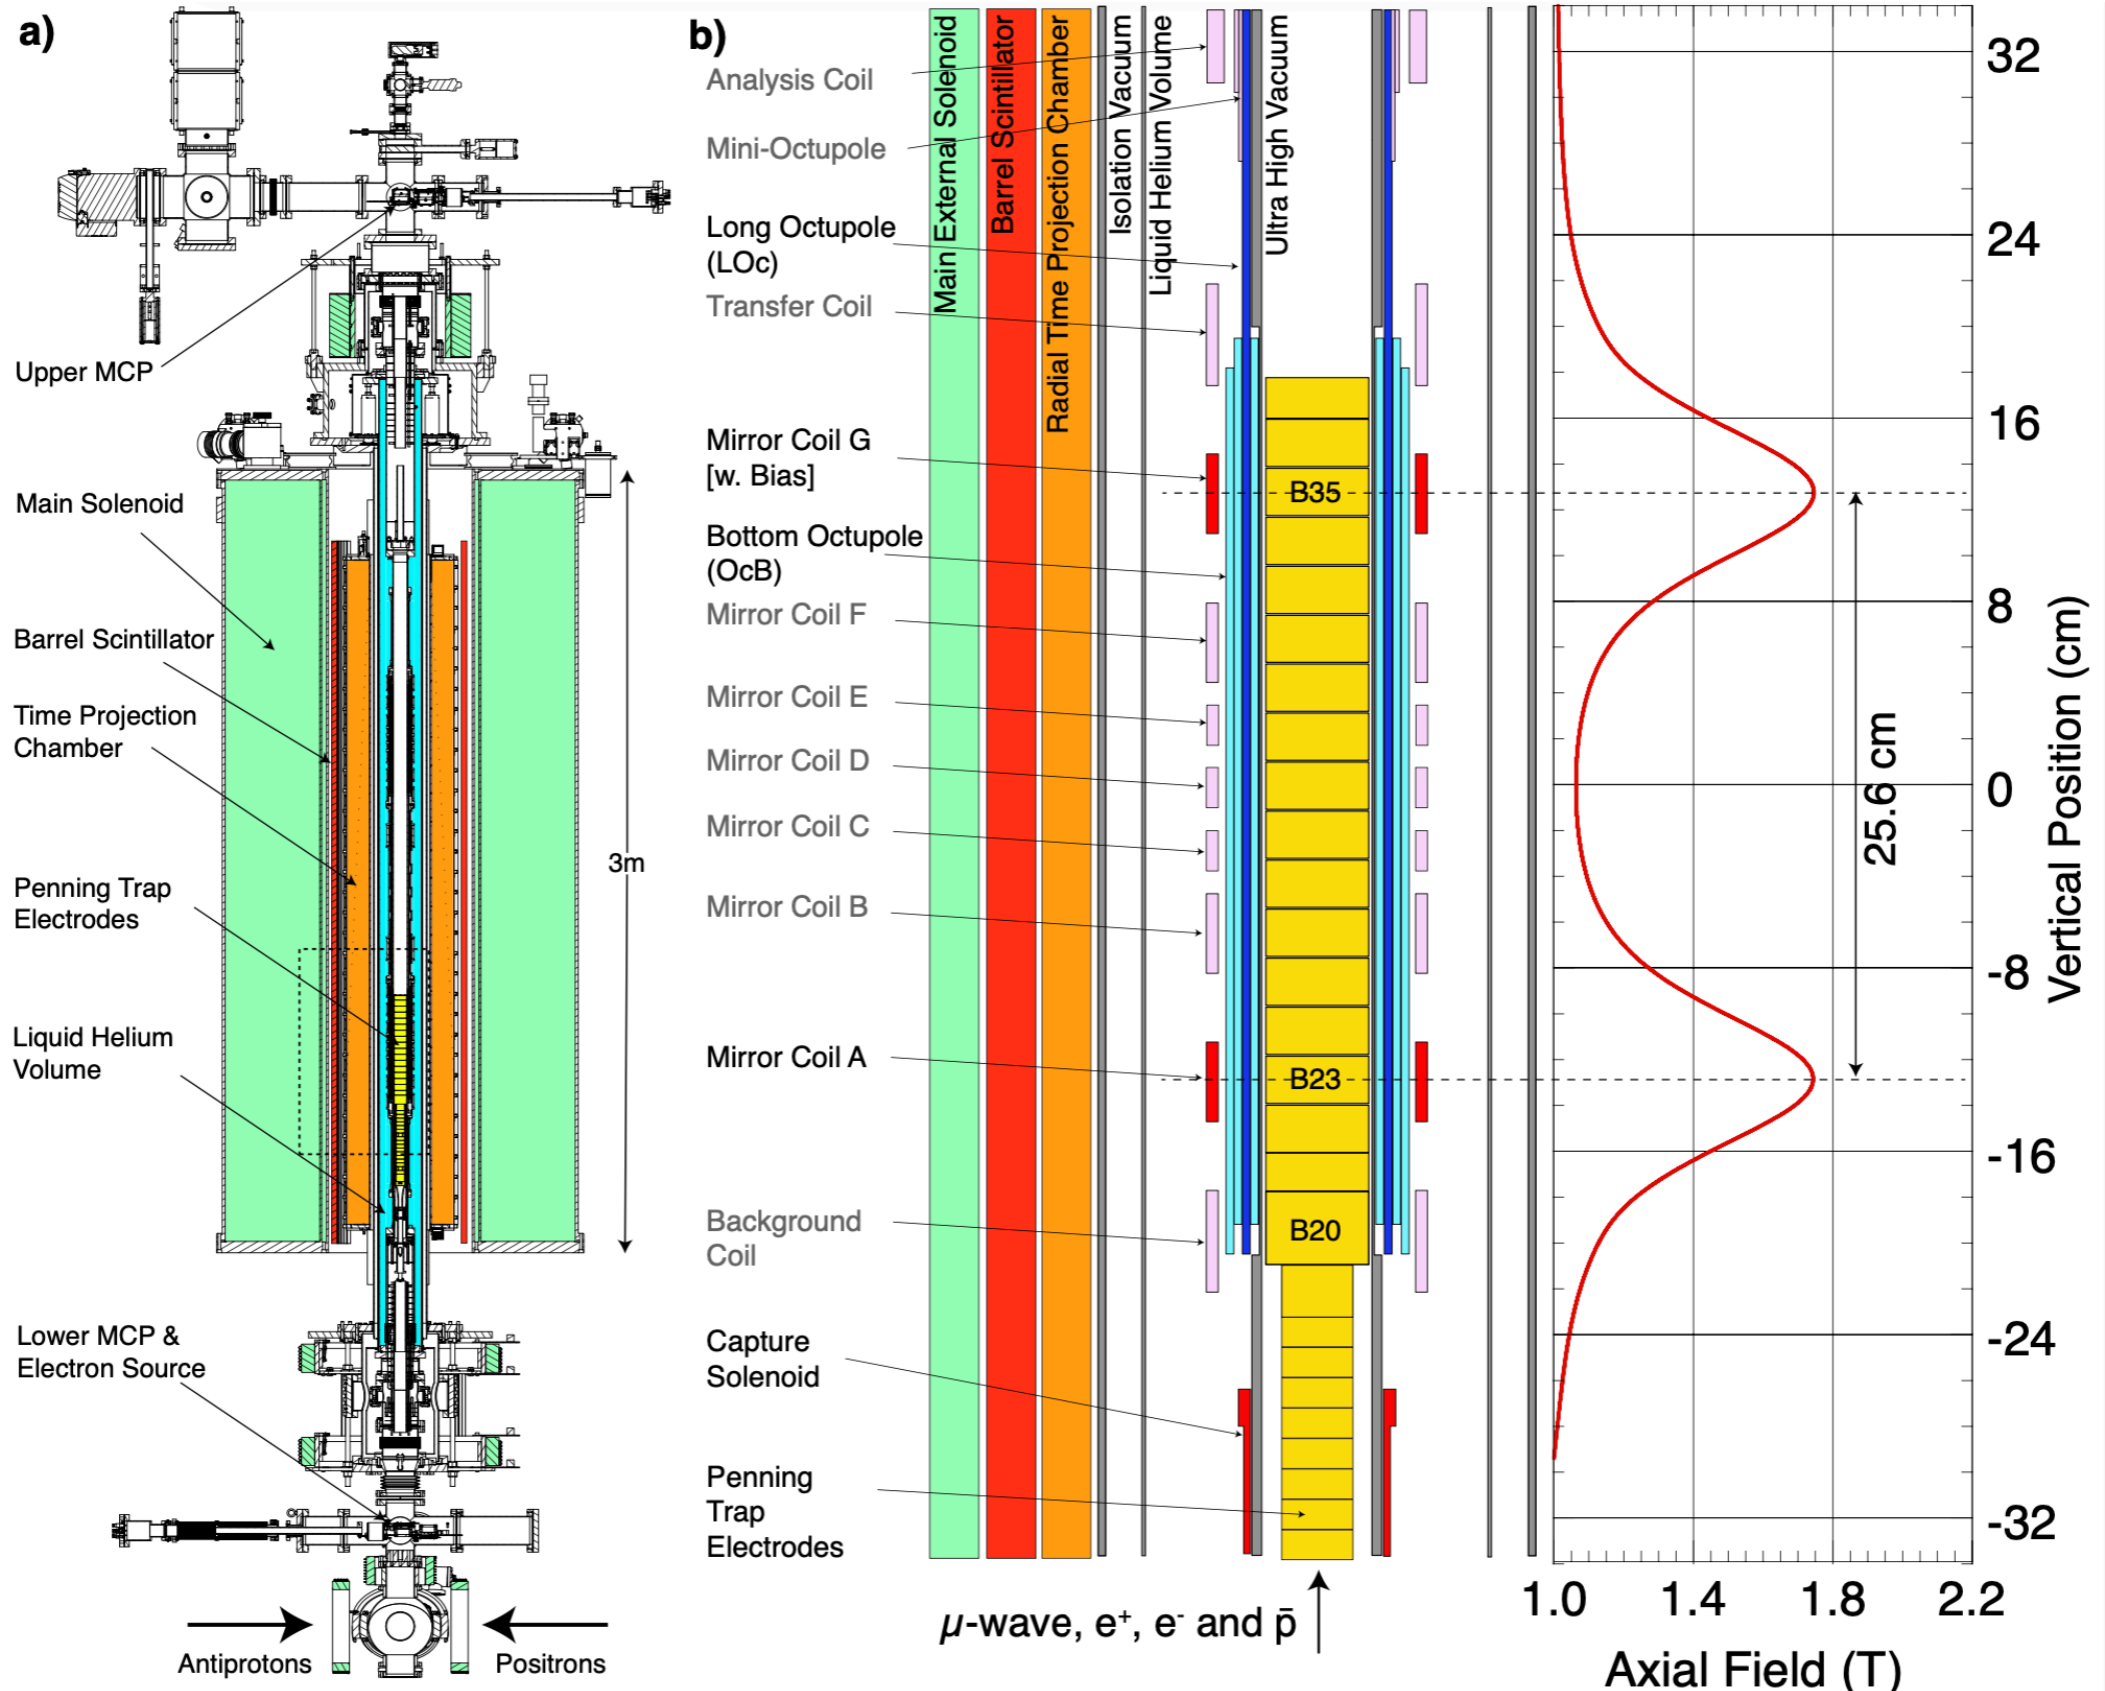 a)
Upper MCP
Main Solenoid
Barrel Scintillator
Time Projection
Chamber
Penning Trap
Electrodes
Liquid Helium
Volume
Lower MCP &
Electron Source
3m
Antiprotons
Positrons
b)
Analysis Coil
Mini-Octupole
Long Octupole
(LOc)
Transfer Coil
Mirror Coil G
[w. Bias]
Bottom Octupole
(OcB)
Mirror Coil F
Mirror Coil E
Mirror Coil D
Mirror Coil C
Mirror Coil B
Mirror Coil A
Background
Coil
Capture
Solenoid
Penning
Trap
Electrodes
Main External Solenoid
Barrel Scintillator
Radial Time Projection Chamber
Isolation Vacuum
Liquid Helium Volume
Ultra High Vacuum
B35
B23
B20
μ-wave, e⁺, e⁻ and p̄
25.6 cm
32
24
16
8
0
-8
-16
-24
-32
Vertical Position (cm)
1.0 1.4 1.8 2.2
Axial Field (T)